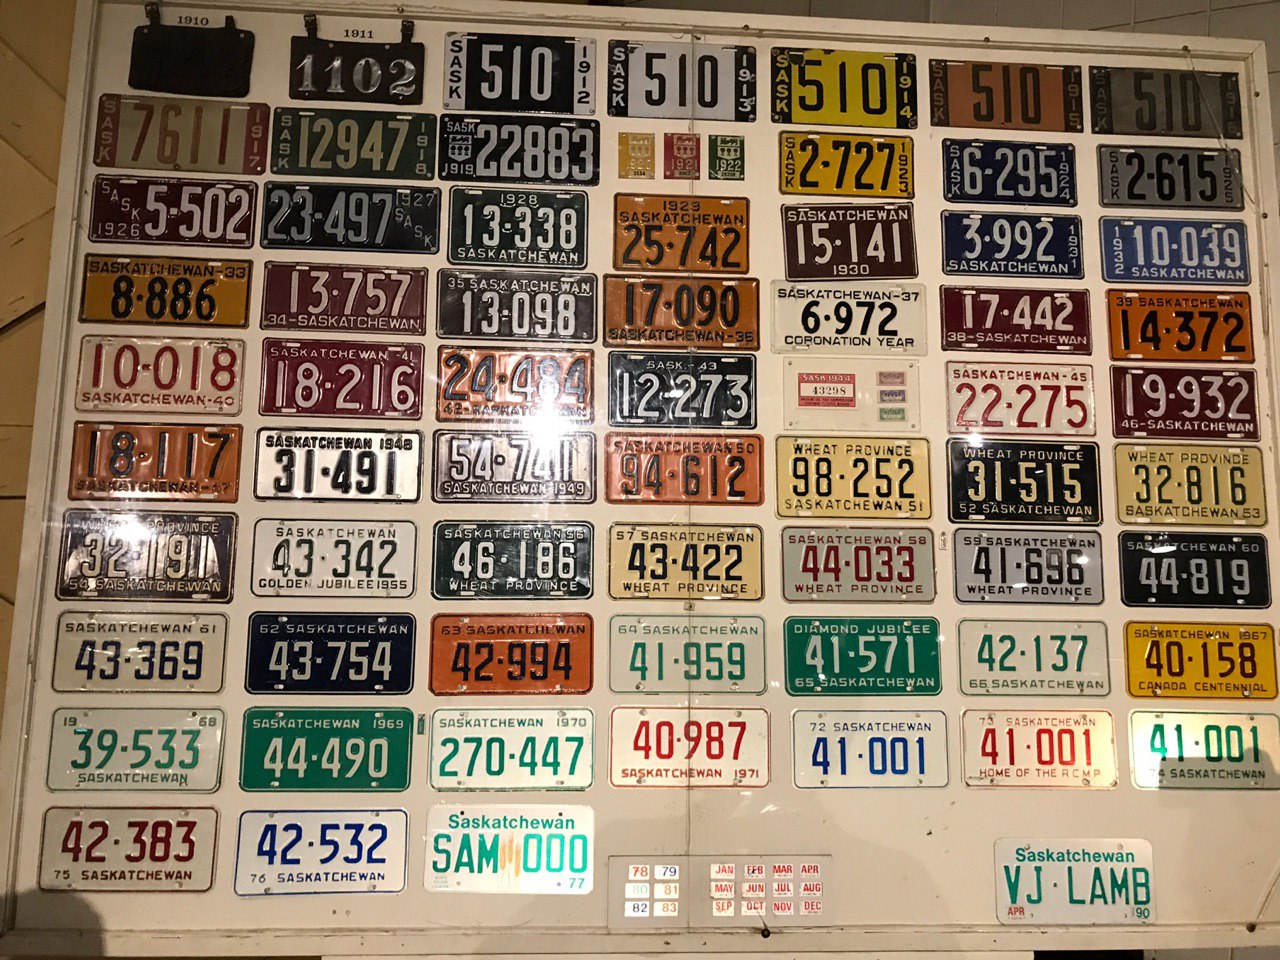 1910
1911
1102
SASK 510 1912
SASK 510 1913
SASK 510 1914
SASK 510 1915
SASK 510
SASK 7611 1917
SASK 12947 1918
SASK 1919 22883
1921
1922
SASK 2·727 1923
SASK 6·295 1924
SASK 2·615 1925
SASK 1926 5-502
23-497 1927 SASK
1928
13·338
SASKATCHEWAN
1929
SASKATCHEWAN
25·742
SASKATCHEWAN
15·141
1930
3·992 1931
SASKATCHEWAN
1932 10·039
SASKATCHEWAN
SASKATCHEWAN-33
8·886
13·757
34-SASKATCHEWAN
35 SASKATCHEWAN
13·098
17·090
SASKATCHEWAN-36
SASKATCHEWAN-37
6·972
CORONATION YEAR
17·442
38-SASKATCHEWAN
39 SASKATCHEWAN
14·372
10·018
SASKATCHEWAN-40
SASKATCHEWAN-41
18·216
24·484
42-SASKATCHEWAN
SASK.-43
12·273
SASK 1944
43298
SASKATCHEWAN-45
22·275
19·932
46-SASKATCHEWAN
18·117
SASKATCHEWAN-47
SASKATCHEWAN 1948
31·491
54·741
SASKATCHEWAN 1949
SASKATCHEWAN 50
94·612
WHEAT PROVINCE
98·252
SASKATCHEWAN 51
WHEAT PROVINCE
31·515
52 SASKATCHEWAN
WHEAT PROVINCE
32·816
SASKATCHEWAN 53
WHEAT PROVINCE
32·191
54 SASKATCHEWAN
SASKATCHEWAN
43·342
GOLDEN JUBILEE 1955
SASKATCHEWAN 56
46·186
WHEAT PROVINCE
57 SASKATCHEWAN
43·422
WHEAT PROVINCE
SASKATCHEWAN 58
44·033
WHEAT PROVINCE
59 SASKATCHEWAN
41·696
WHEAT PROVINCE
SASKATCHEWAN 60
44·819
SASKATCHEWAN 61
43·369
62 SASKATCHEWAN
43·754
63 SASKATCHEWAN
42·994
64 SASKATCHEWAN
41·959
DIAMOND JUBILEE
41·571
65 SASKATCHEWAN
42·137
66 SASKATCHEWAN
SASKATCHEWAN 1967
40·158
CANADA CENTENNIAL
19 68
39·533
SASKATCHEWAN
SASKATCHEWAN 1969
44·490
SASKATCHEWAN 1970
270·447
40·987
SASKATCHEWAN 1971
72 SASKATCHEWAN
41·001
73 SASKATCHEWAN
41·001
HOME OF THE RCMP
41·001
74 SASKATCHEWAN
42·383
75 SASKATCHEWAN
42·532
76 SASKATCHEWAN
Saskatchewan
SAM 000
77
78 79
80 81
82 83
JAN FEB MAR APR
MAY JUN JUL AUG
SEP OCT NOV DEC
Saskatchewan
VJ·LAMB
APR 90